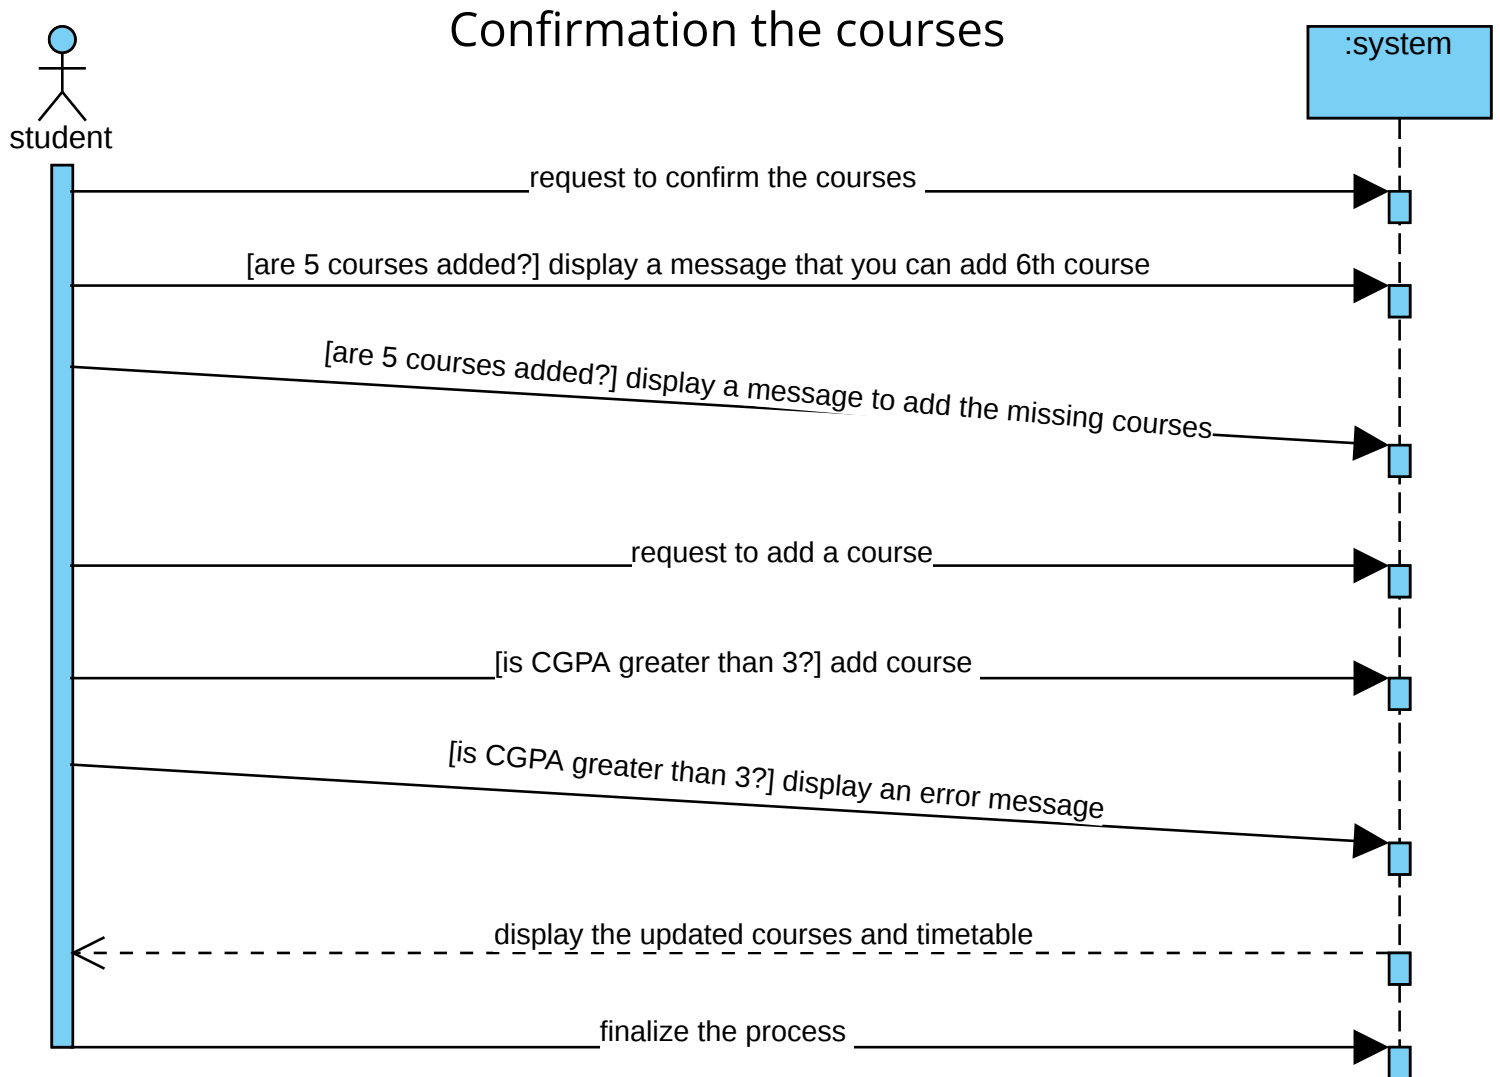 Confirmation the courses
:system
student
request to confirm the courses
[are 5 courses added?] display a message that you can add 6th course
[are 5 courses added?] display a message to add the missing courses
request to add a course
[is CGPA greater than 3?] add course
[is CGPA greater than 3?] display an error message
display the updated courses and timetable
finalize the process